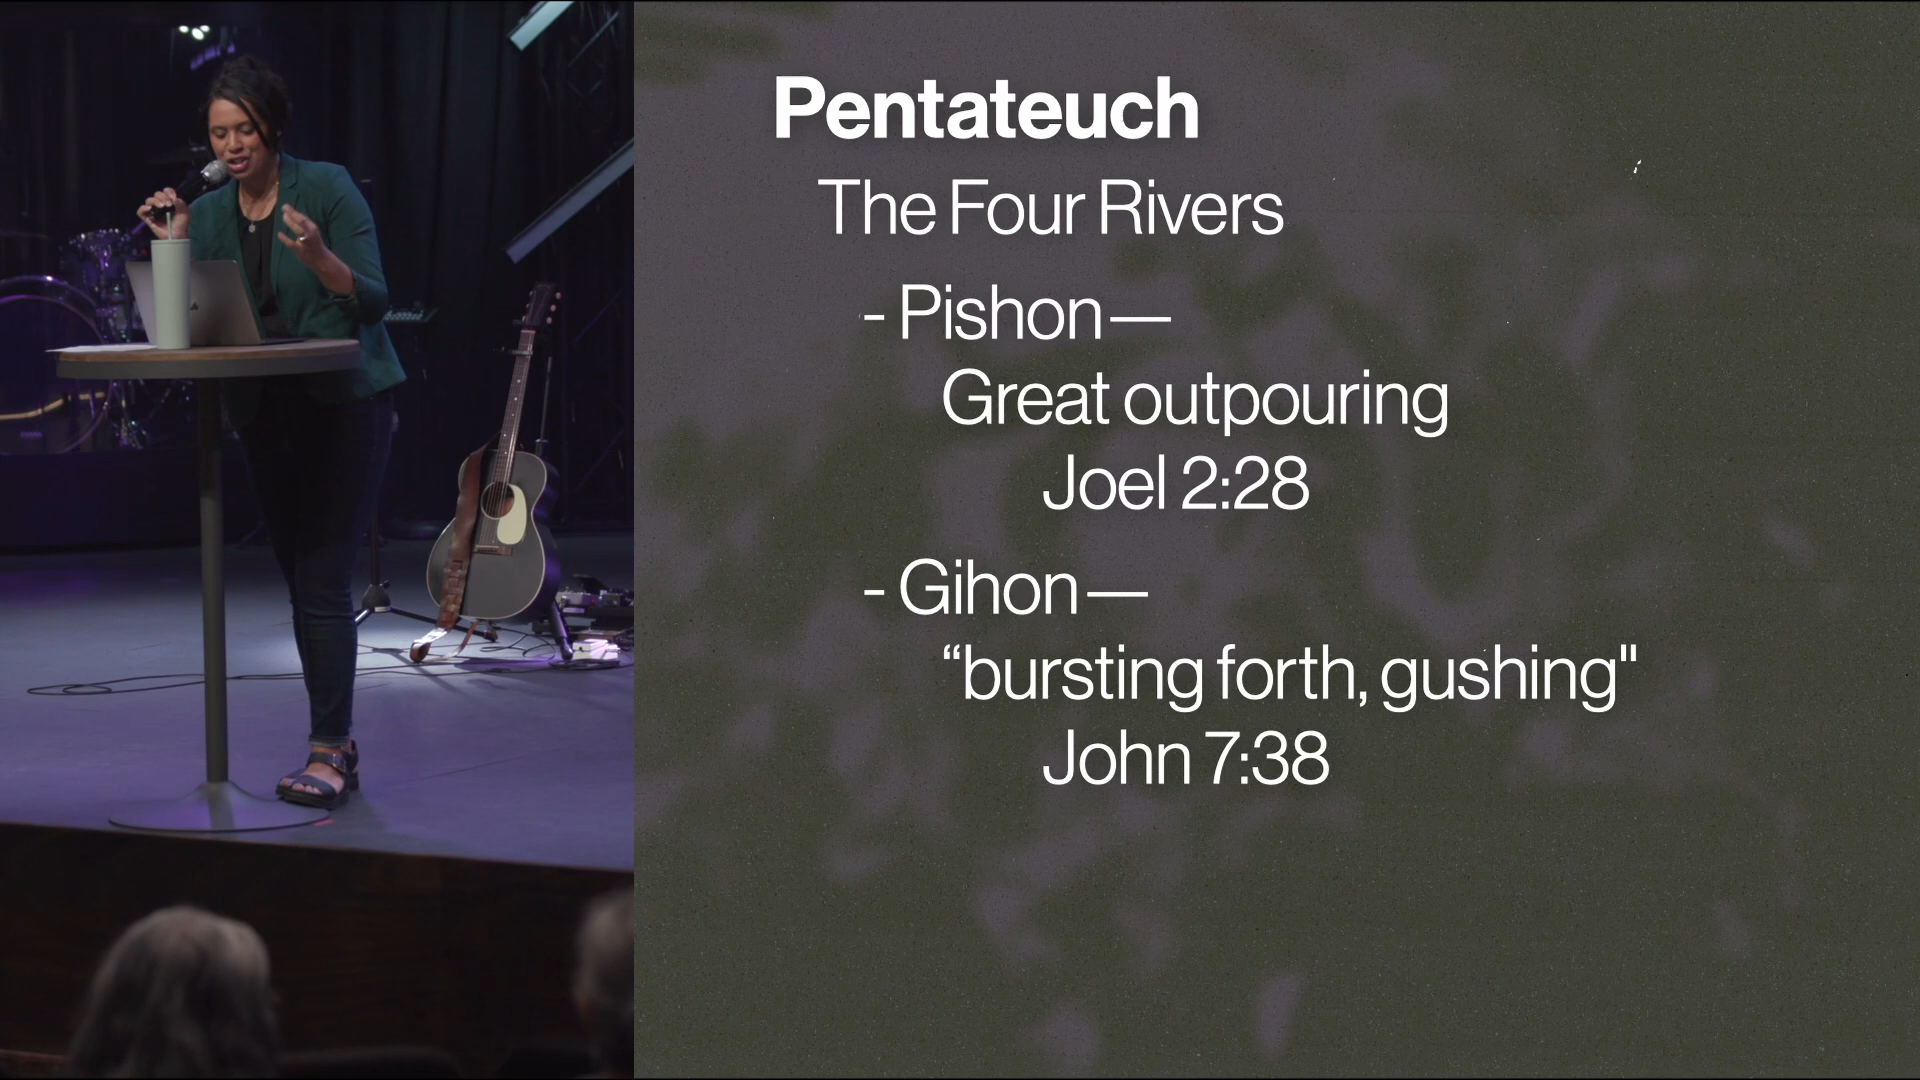 Pentateuch
The Four Rivers
- Pishon—
Great outpouring
Joel 2:28
- Gihon—
“bursting forth, gushing"
John 7:38